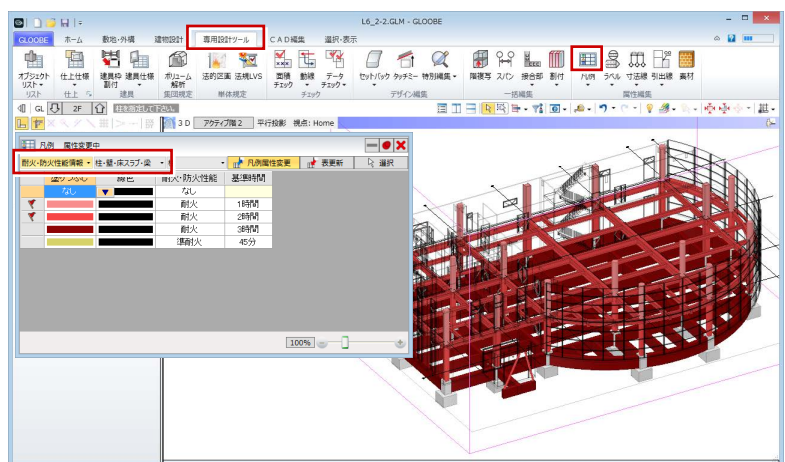 L6_2-2.GLM - GLOOBE
GLOOBE ホーム 敷地・外構 建物設計 専用設計ツール CAD編集 選択・表示
オブジェクト リスト 仕上 仕様 建具枠 割付 建具仕様 ボリューム 解析 法的区画 法規LVS 面積 チェック 動線 データ チェック セットバック タッチミー 特別編集 階複写 スパン 接合部 割付 凡例 ラベル 寸法線 引出線 素材
リスト 仕上 建具 集団規定 単体規定 チェック デザイン編集 一括編集 属性編集
GL 2F 柱を指定して下さい。
3D アクティブ階 2 平行投影 視点: Home
凡例 属性変更中
耐火・防火性能情報 柱・壁・床スラブ・梁 凡例属性変更 表更新 選択
塗りつぶし 線色 耐火・防火性能 基準時間
なし なし
耐火 1時間
耐火 2時間
耐火 3時間
準耐火 45分
100%